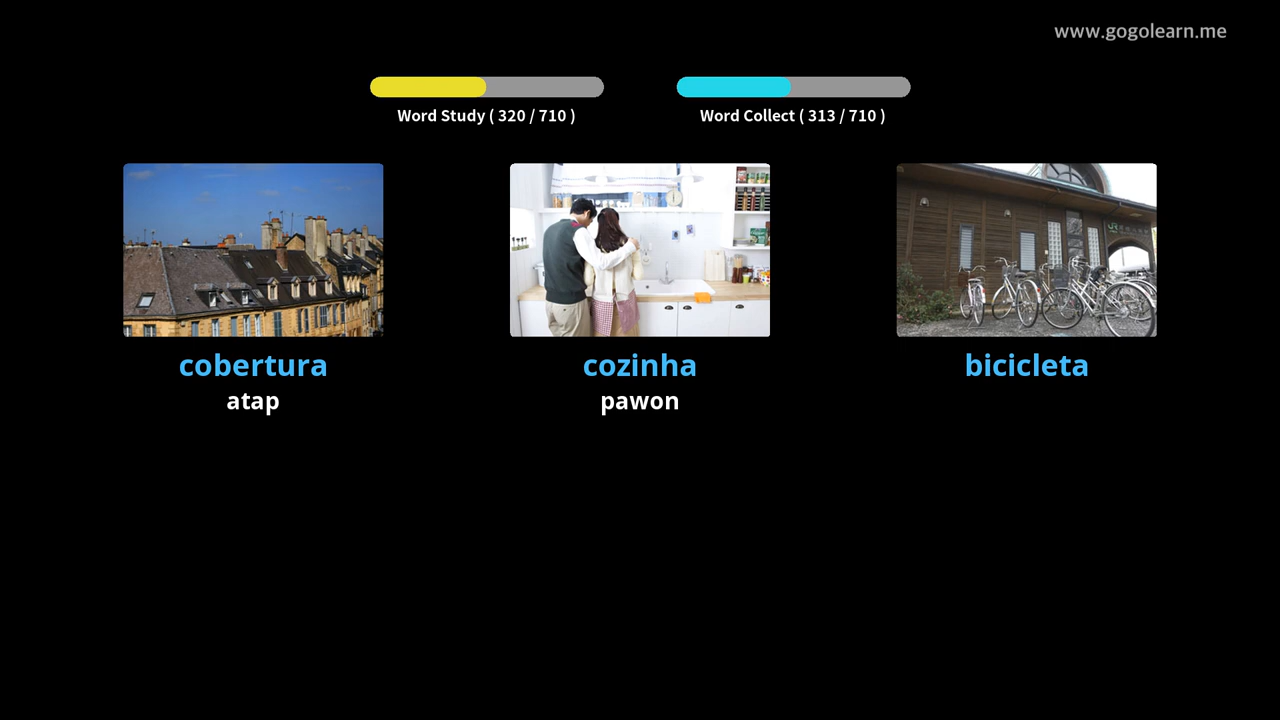 www.gogolearn.me
Word Study ( 320 / 710 )
Word Collect ( 313 / 710 )
cobertura
atap
cozinha
pawon
bicicleta